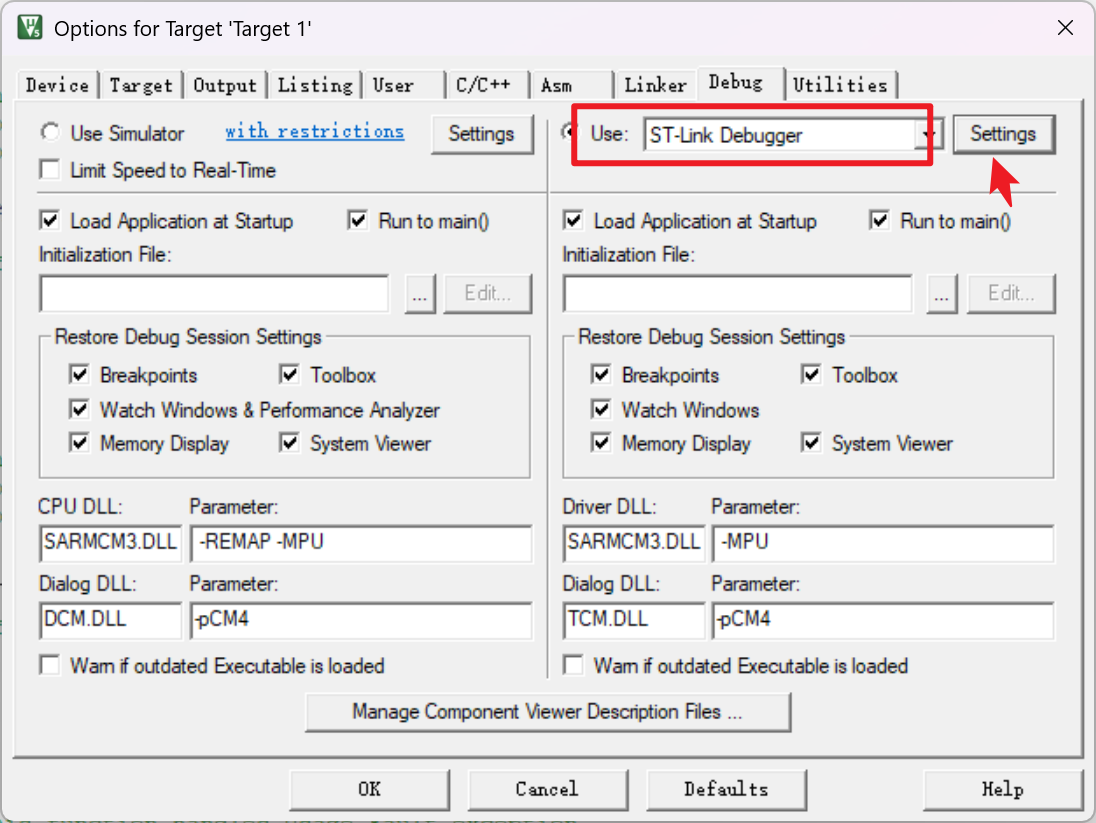 Options for Target 'Target 1'
Device Target Output Listing User C/C++ Asm Linker Debug Utilities
Use Simulator with restrictions Settings
Limit Speed to Real-Time
Use: ST-Link Debugger Settings
Load Application at Startup Run to main()
Initialization File:
... Edit...
Restore Debug Session Settings
Breakpoints Toolbox
Watch Windows & Performance Analyzer
Memory Display System Viewer
CPU DLL: Parameter:
SARMCM3.DLL -REMAP -MPU
Dialog DLL: Parameter:
DCM.DLL -pCM4
Warn if outdated Executable is loaded
Load Application at Startup Run to main()
Initialization File:
... Edit...
Restore Debug Session Settings
Breakpoints Toolbox
Watch Windows
Memory Display System Viewer
Driver DLL: Parameter:
SARMCM3.DLL -MPU
Dialog DLL: Parameter:
TCM.DLL -pCM4
Warn if outdated Executable is loaded
Manage Component Viewer Description Files ...
OK Cancel Defaults Help